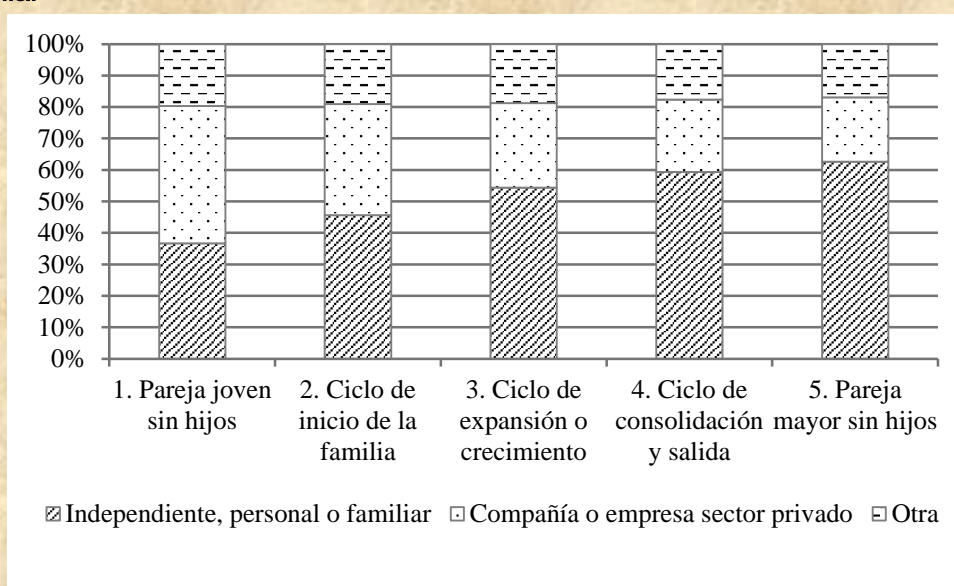 100%
90%
80%
70%
60%
50%
40%
30%
20%
10%
0%
1. Pareja joven sin hijos
2. Ciclo de inicio de la familia
3. Ciclo de expansión o crecimiento
4. Ciclo de consolidación y salida
5. Pareja mayor sin hijos
Independiente, personal o familiar
Compañía o empresa sector privado
Otra